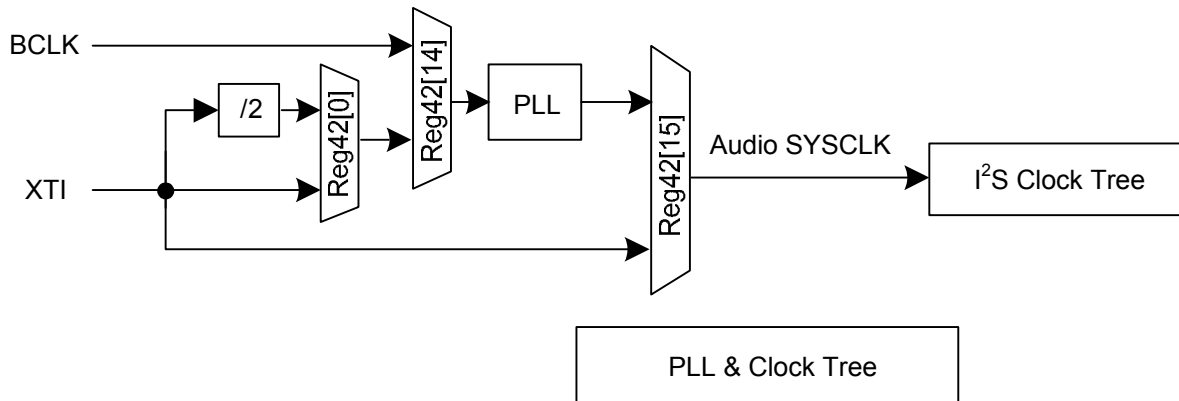 BCLK
/2
Reg42[0]
Reg42[14]
PLL
Reg42[15]
XTI
Audio SYSCLK
I²S Clock Tree
PLL & Clock Tree